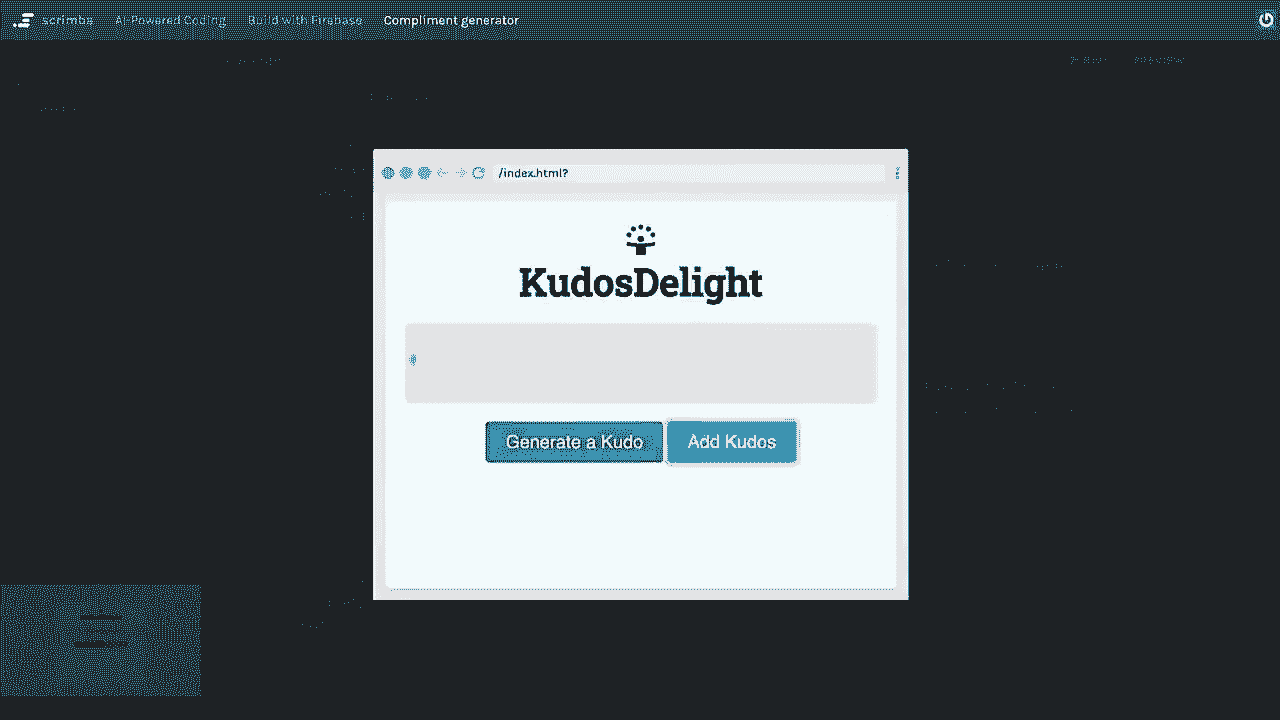 scrimba AI-Powered Coding Build with Firebase Compliment generator
/index.html?
KudosDelight
Generate a Kudo Add Kudos